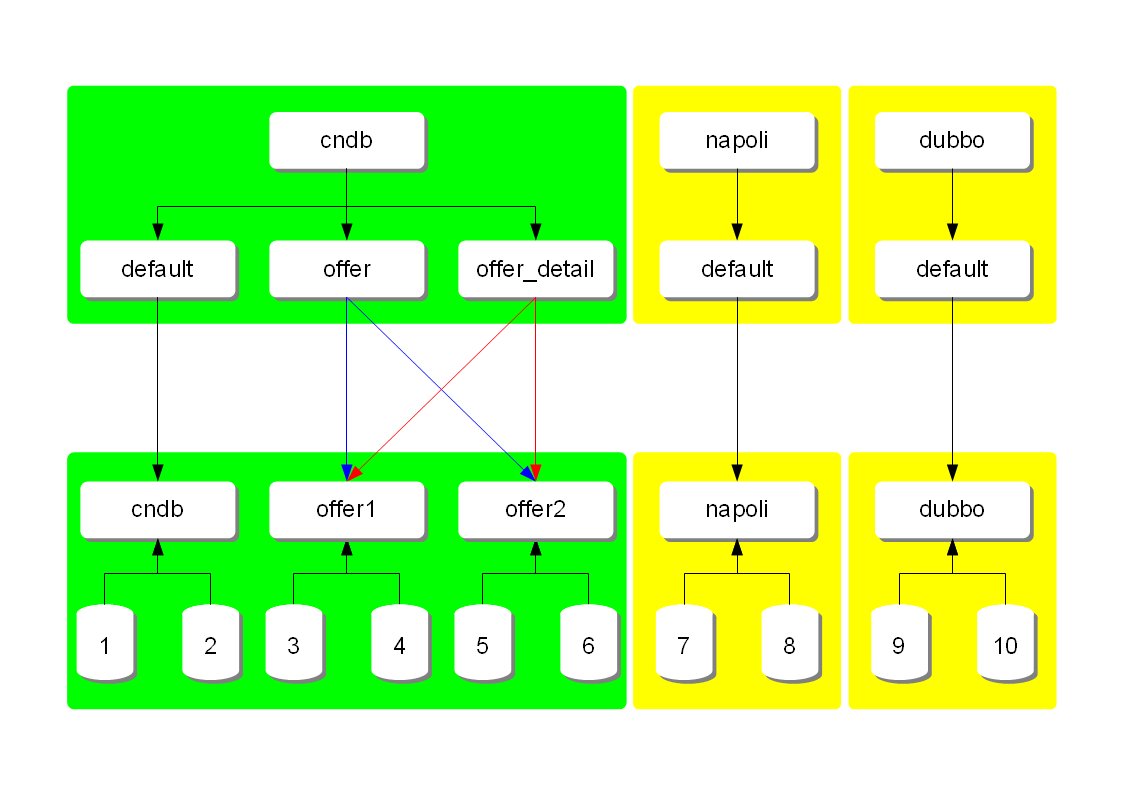 cndb
napoli
dubbo
default
offer
offer_detail
default
default
cndb
offer1
offer2
napoli
dubbo
1
2
3
4
5
6
7
8
9
10